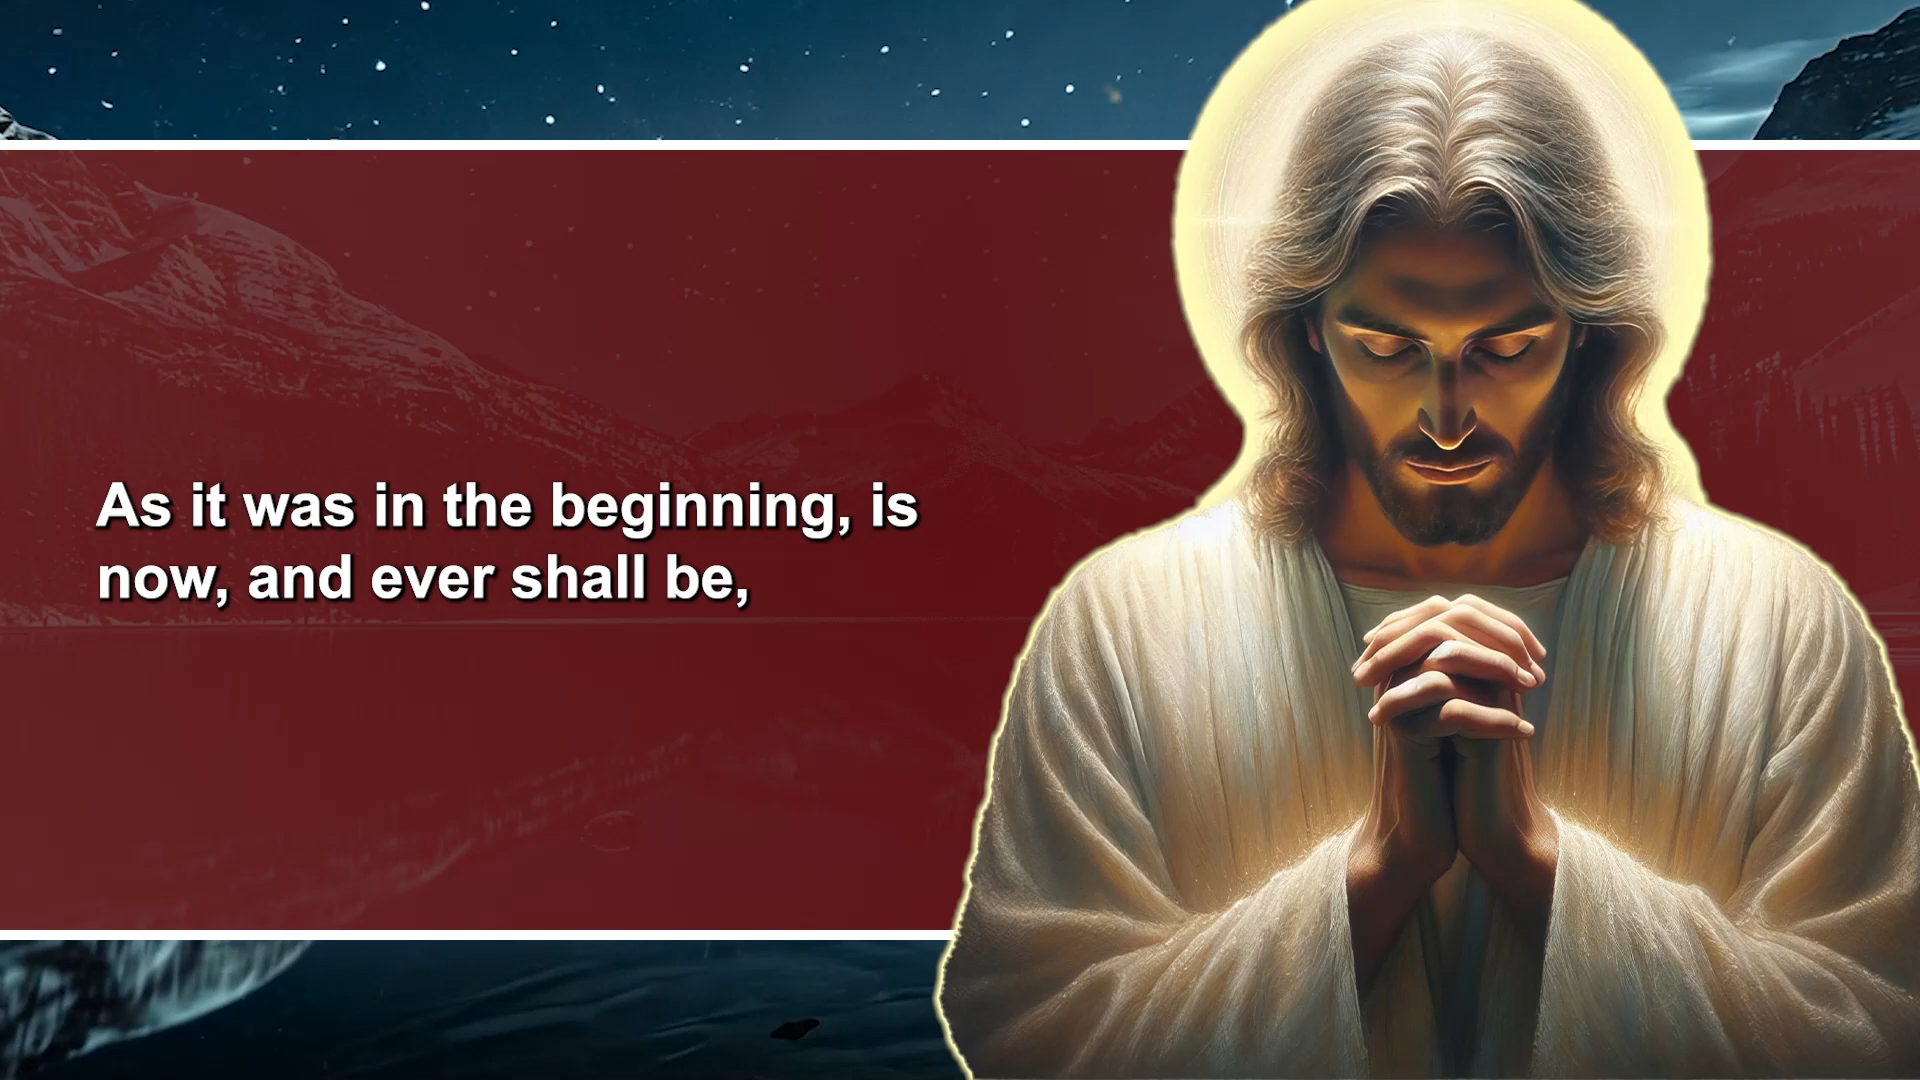 As it was in the beginning, is
now, and ever shall be,